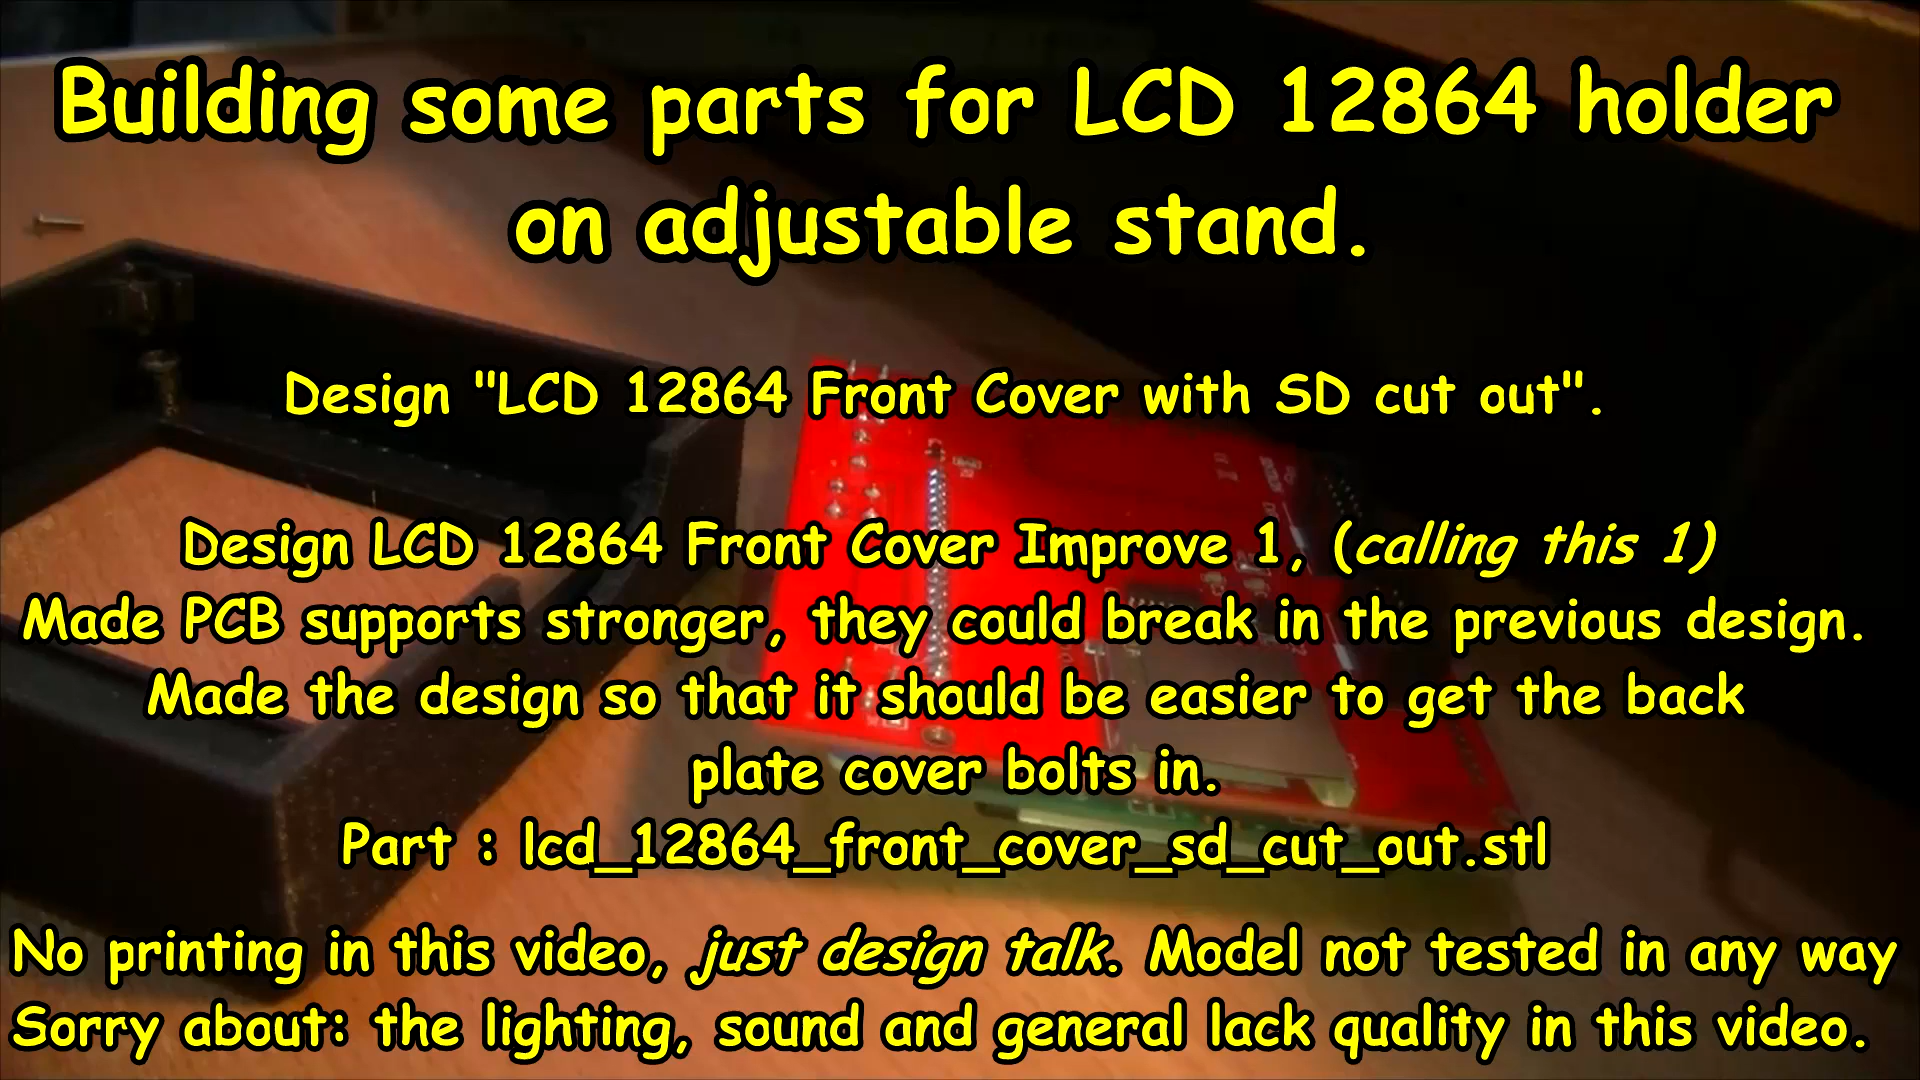 Building some parts for LCD 12864 holder
on adjustable stand.
Design "LCD 12864 Front Cover with SD cut out".
Design LCD 12864 Front Cover Improve 1, (calling this 1)
Made PCB supports stronger, they could break in the previous design.
Made the design so that it should be easier to get the back
plate cover bolts in.
Part : lcd_12864_front_cover_sd_cut_out.stl
No printing in this video, just design talk. Model not tested in any way
Sorry about: the lighting, sound and general lack quality in this video.